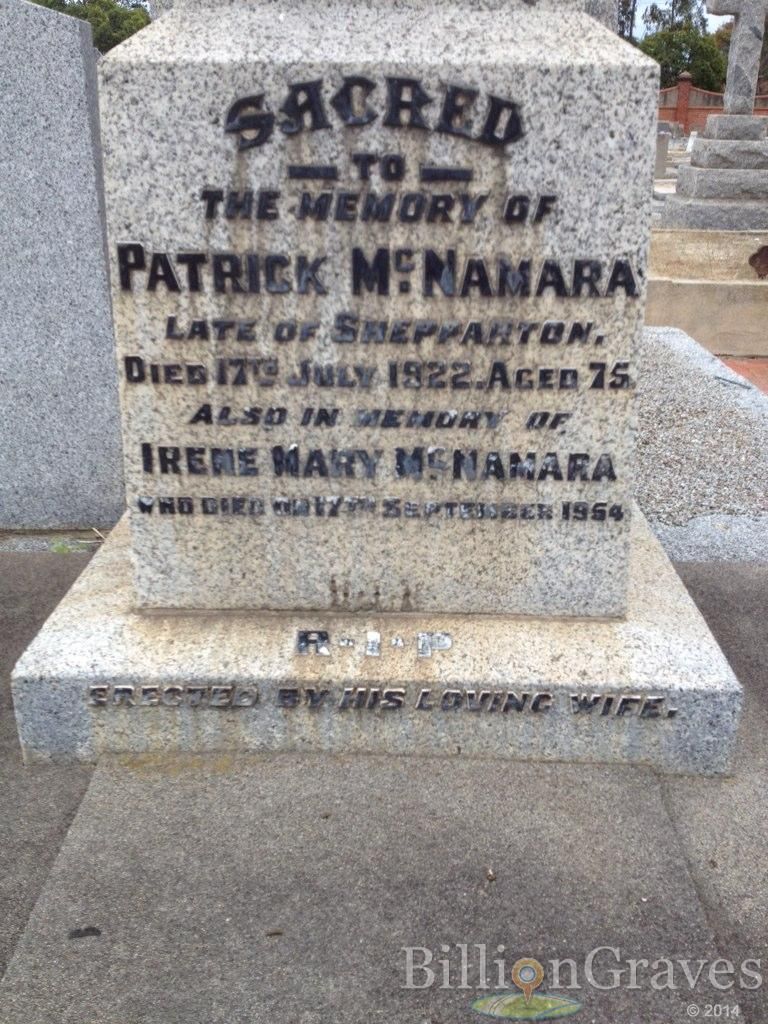 SACRED
— TO —
THE MEMORY OF
PATRICK McNAMARA
LATE OF SHEPPARTON.
DIED 17TH JULY 1922. AGED 75.
ALSO IN MEMORY OF
IRENE MARY McNAMARA
WHO DIED ON 17TH SEPTEMBER 1954
R·I·P
ERECTED BY HIS LOVING WIFE.
BillionGraves
© 2014